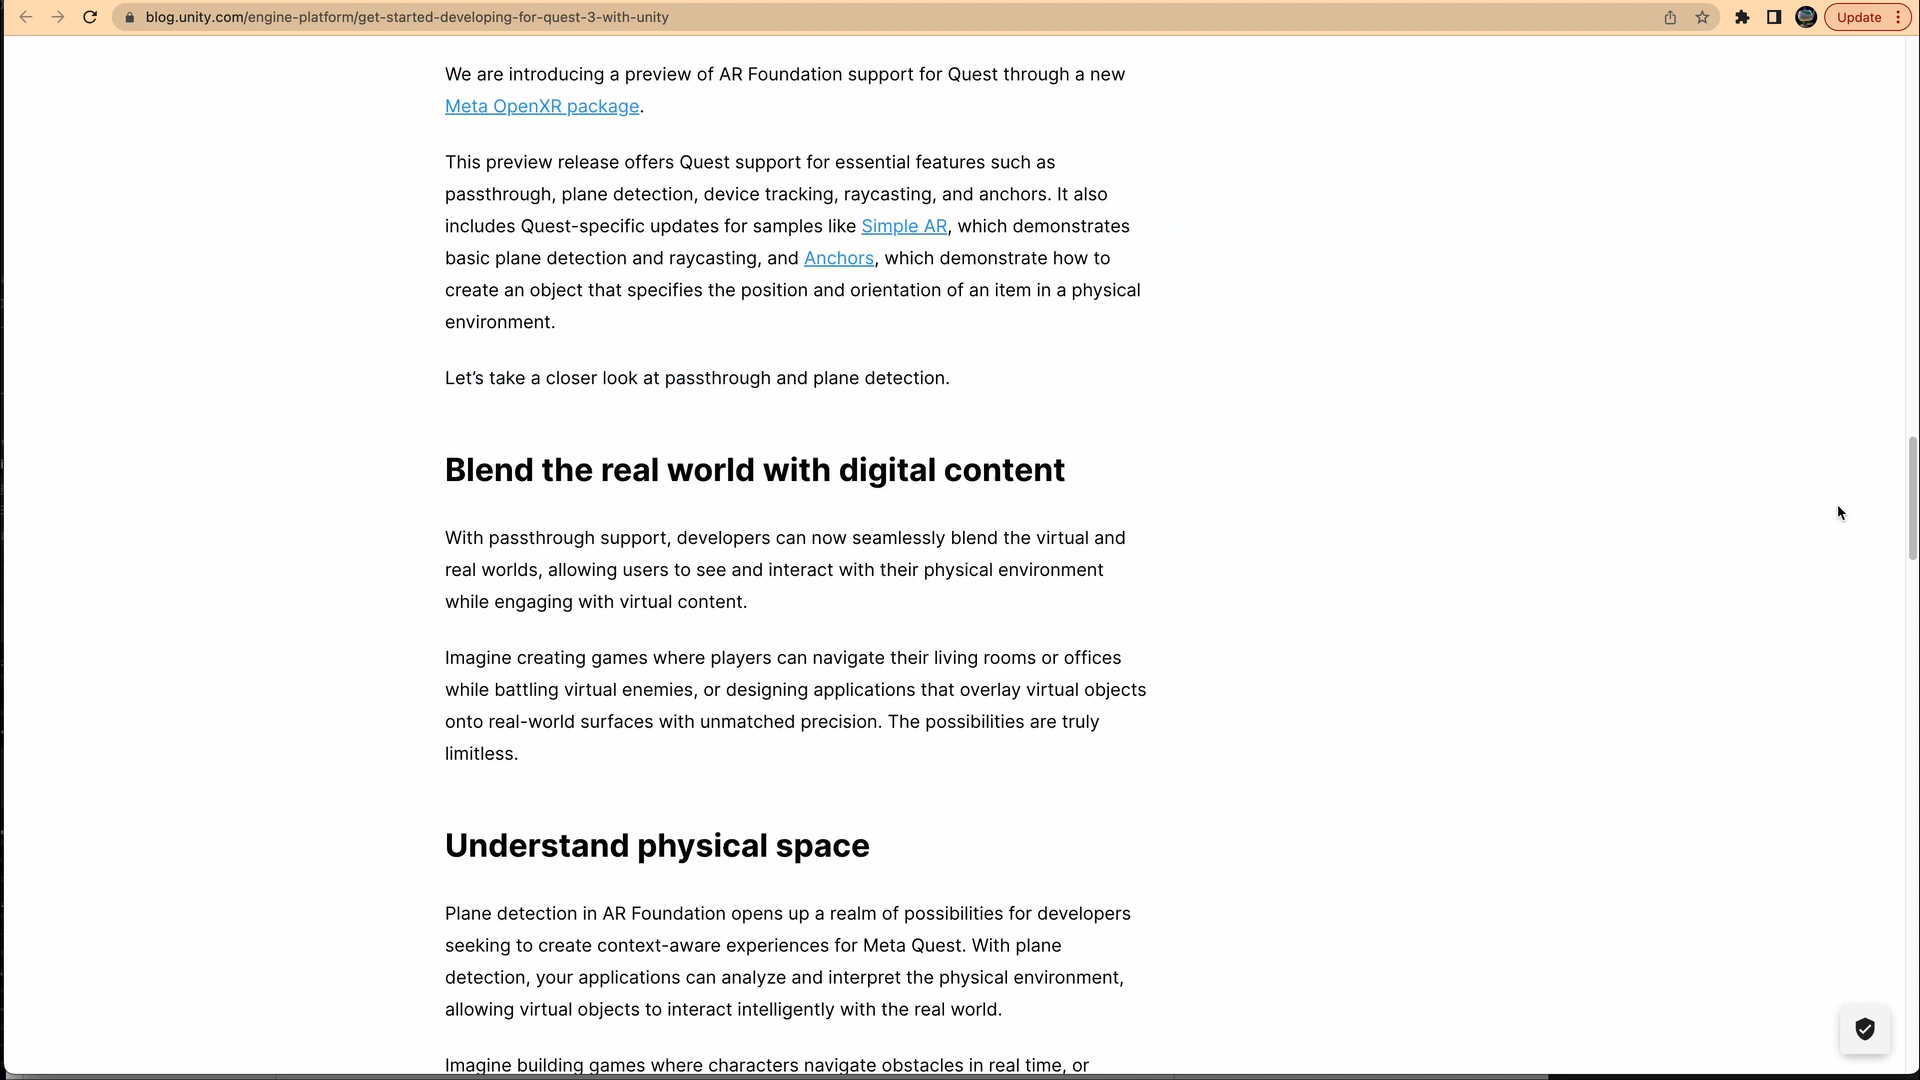 blog.unity.com/engine-platform/get-started-developing-for-quest-3-with-unity
Update
We are introducing a preview of AR Foundation support for Quest through a new
Meta OpenXR package.
This preview release offers Quest support for essential features such as
passthrough, plane detection, device tracking, raycasting, and anchors. It also
includes Quest-specific updates for samples like Simple AR, which demonstrates
basic plane detection and raycasting, and Anchors, which demonstrate how to
create an object that specifies the position and orientation of an item in a physical
environment.
Let’s take a closer look at passthrough and plane detection.
Blend the real world with digital content
With passthrough support, developers can now seamlessly blend the virtual and
real worlds, allowing users to see and interact with their physical environment
while engaging with virtual content.
Imagine creating games where players can navigate their living rooms or offices
while battling virtual enemies, or designing applications that overlay virtual objects
onto real-world surfaces with unmatched precision. The possibilities are truly
limitless.
Understand physical space
Plane detection in AR Foundation opens up a realm of possibilities for developers
seeking to create context-aware experiences for Meta Quest. With plane
detection, your applications can analyze and interpret the physical environment,
allowing virtual objects to interact intelligently with the real world.
Imagine building games where characters navigate obstacles in real time, or